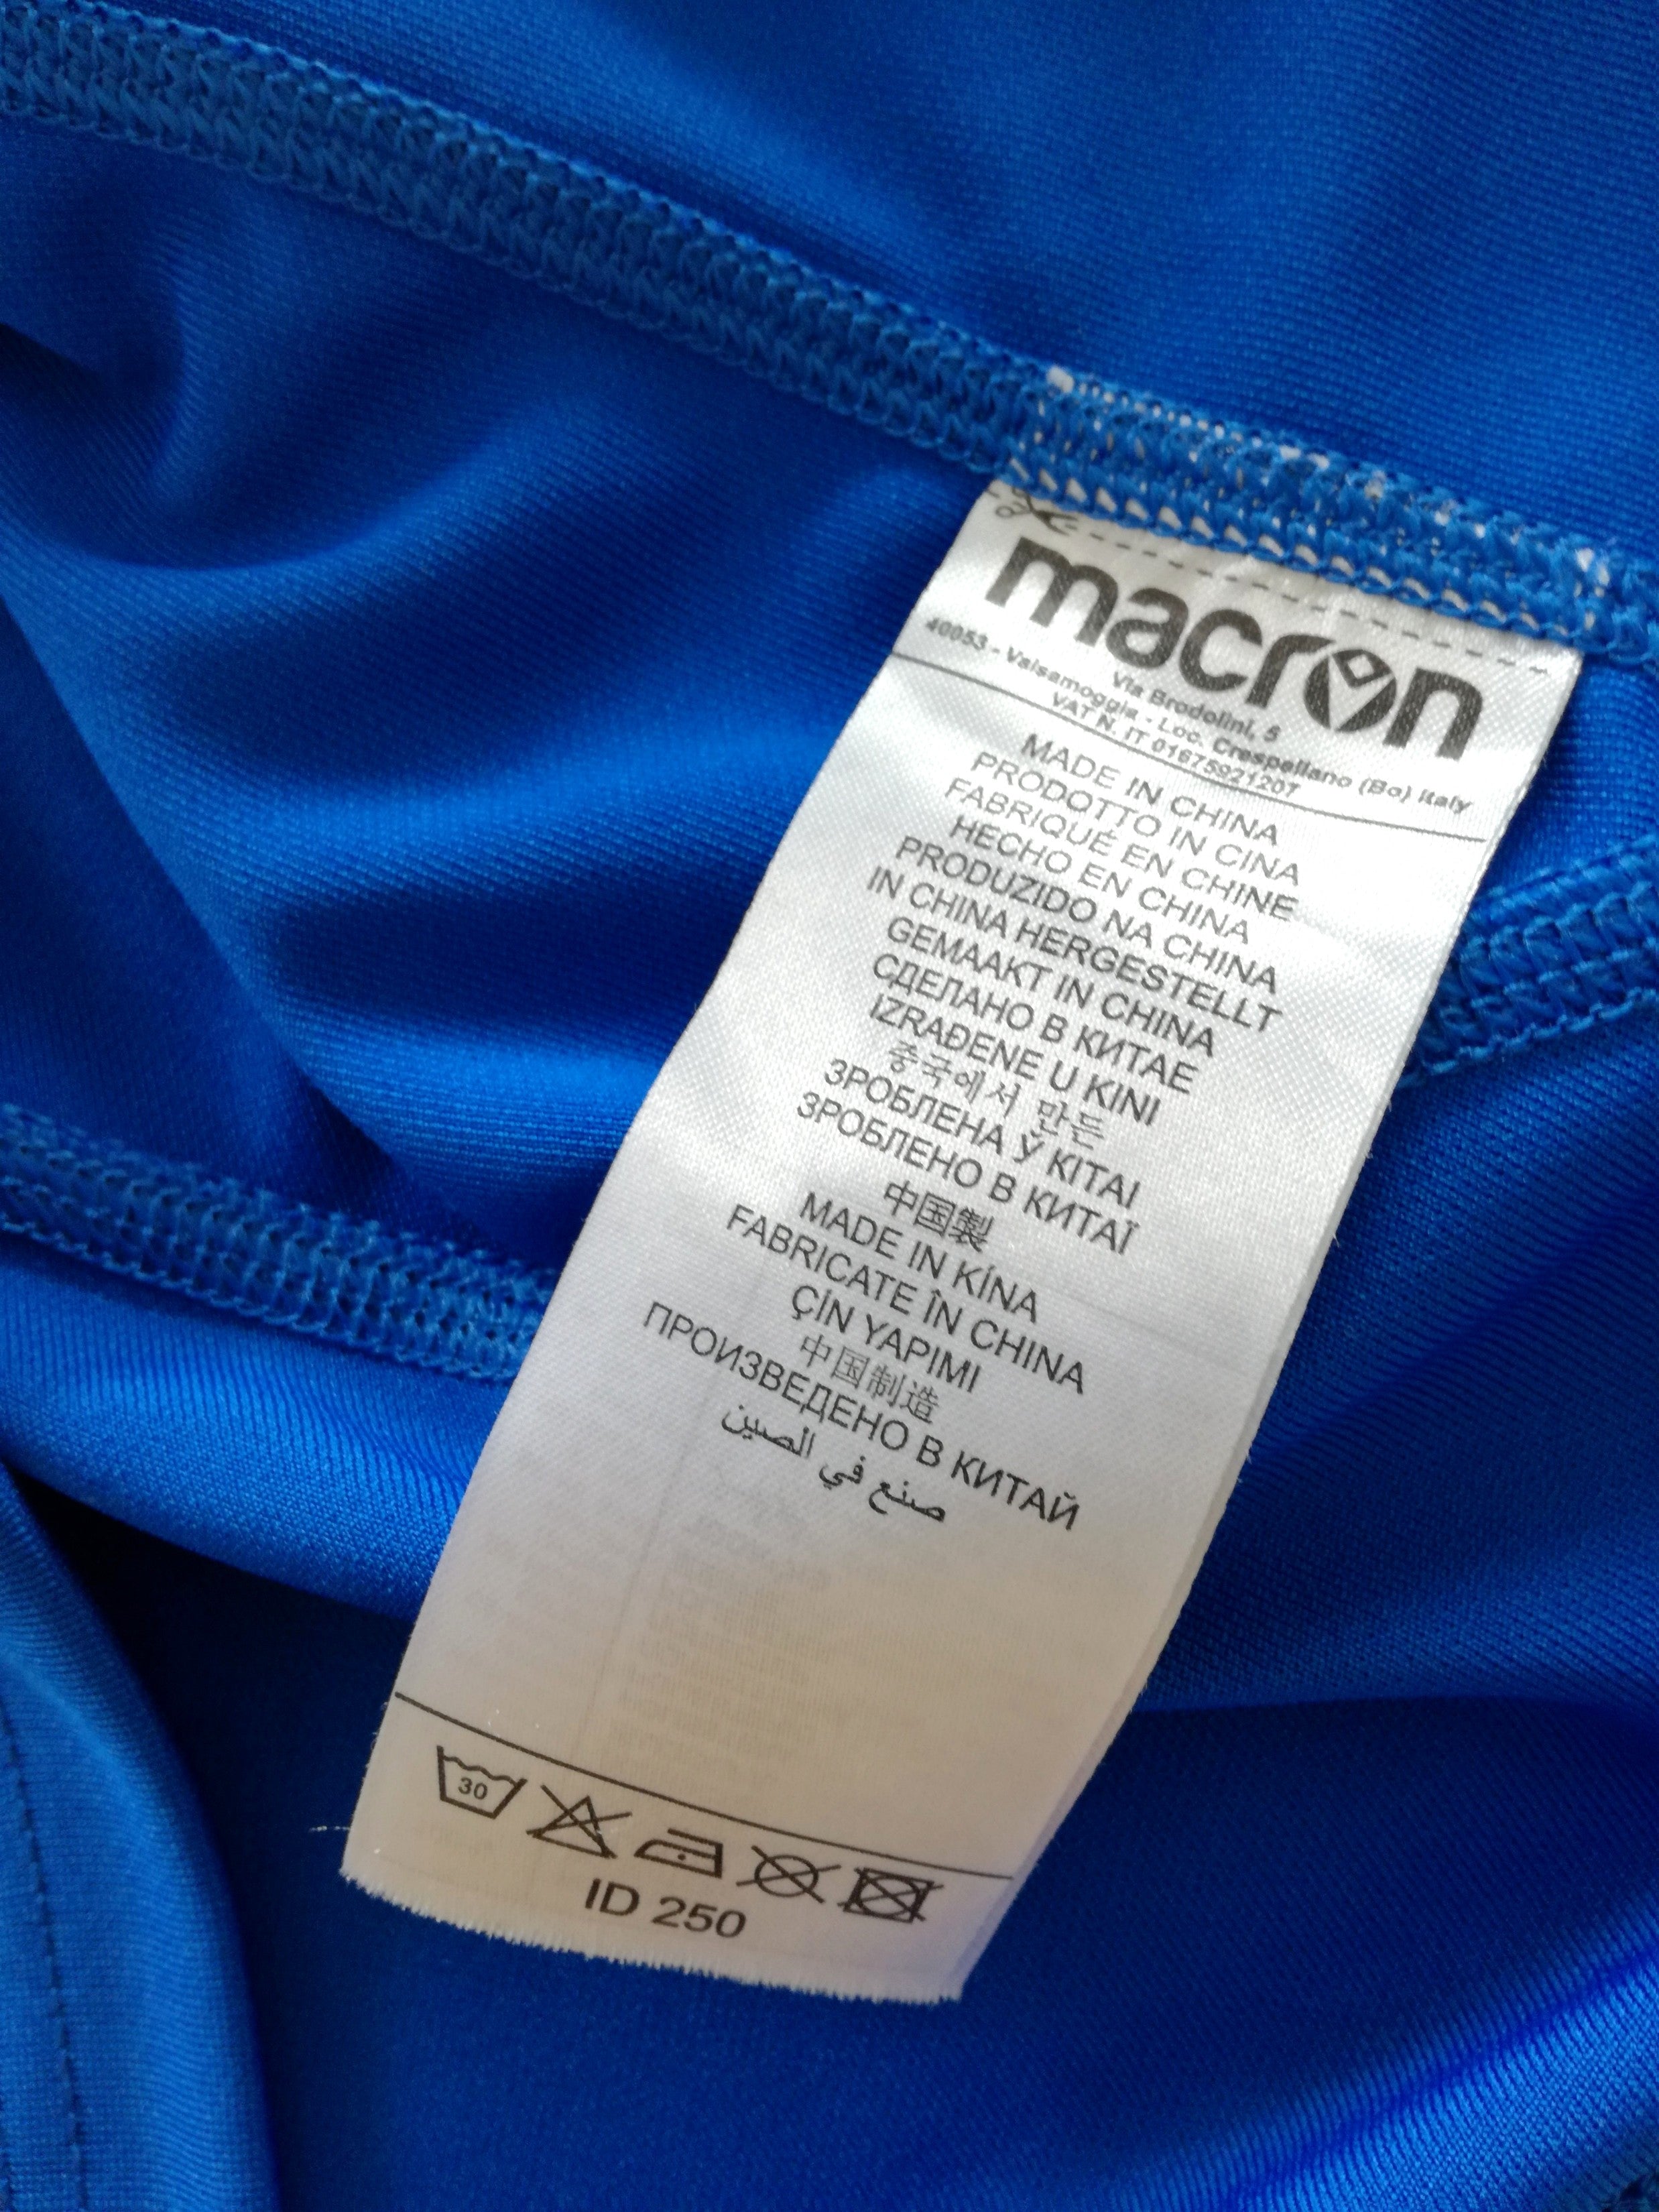 macron
Via Brodolini, 5
40053 - Valsamoggia - Loc. Crespellano (Bo) Italy
VAT N. IT 01675921207
MADE IN CHINA
PRODOTTO IN CINA
FABRIQUÉ EN CHINE
HECHO EN CHINA
PRODUZIDO NA CHINA
IN CHINA HERGESTELLT
GEMAAKT IN CHINA
СДЕЛАНО В КИТАЕ
IZRAĐENE U KINI
중국에서 만든
ЗРОБЛЕНА Ў KITAI
ЗРОБЛЕНО В КИТАЇ
中国製
MADE IN KÍNA
FABRICATE ÎN CHINA
ÇİN YAPIMI
中国制造
ПРОИЗВЕДЕНО В КИТАЙ
صنع في الصين
30
ID 250